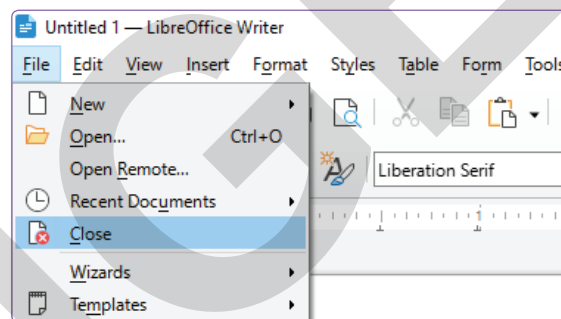 Untitled 1 — LibreOffice Writer
File Edit View Insert Format Styles Table Form Tools
New
Open... Ctrl+O
Open Remote...
Liberation Serif
Recent Documents
Close
Wizards
Templates